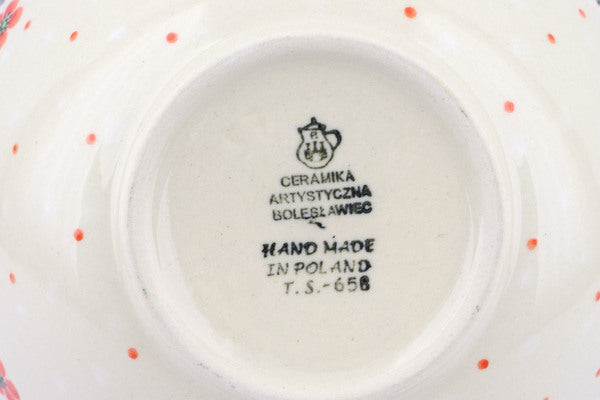 CERAMIKA
ARTYSTYCZNA
BOLESŁAWIEC
HAND MADE
IN POLAND
T.S.-658